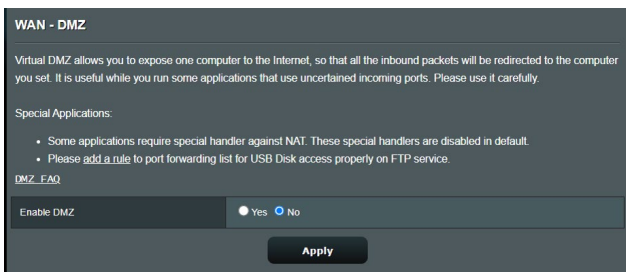 WAN - DMZ
Virtual DMZ allows you to expose one computer to the Internet, so that all the inbound packets will be redirected to the computer
you set. It is useful while you run some applications that use uncertained incoming ports. Please use it carefully.
Special Applications:
• Some applications require special handler against NAT. These special handlers are disabled in default.
• Please add a rule to port forwarding list for USB Disk access properly on FTP service.
DMZ FAQ
Enable DMZ Yes No
Apply